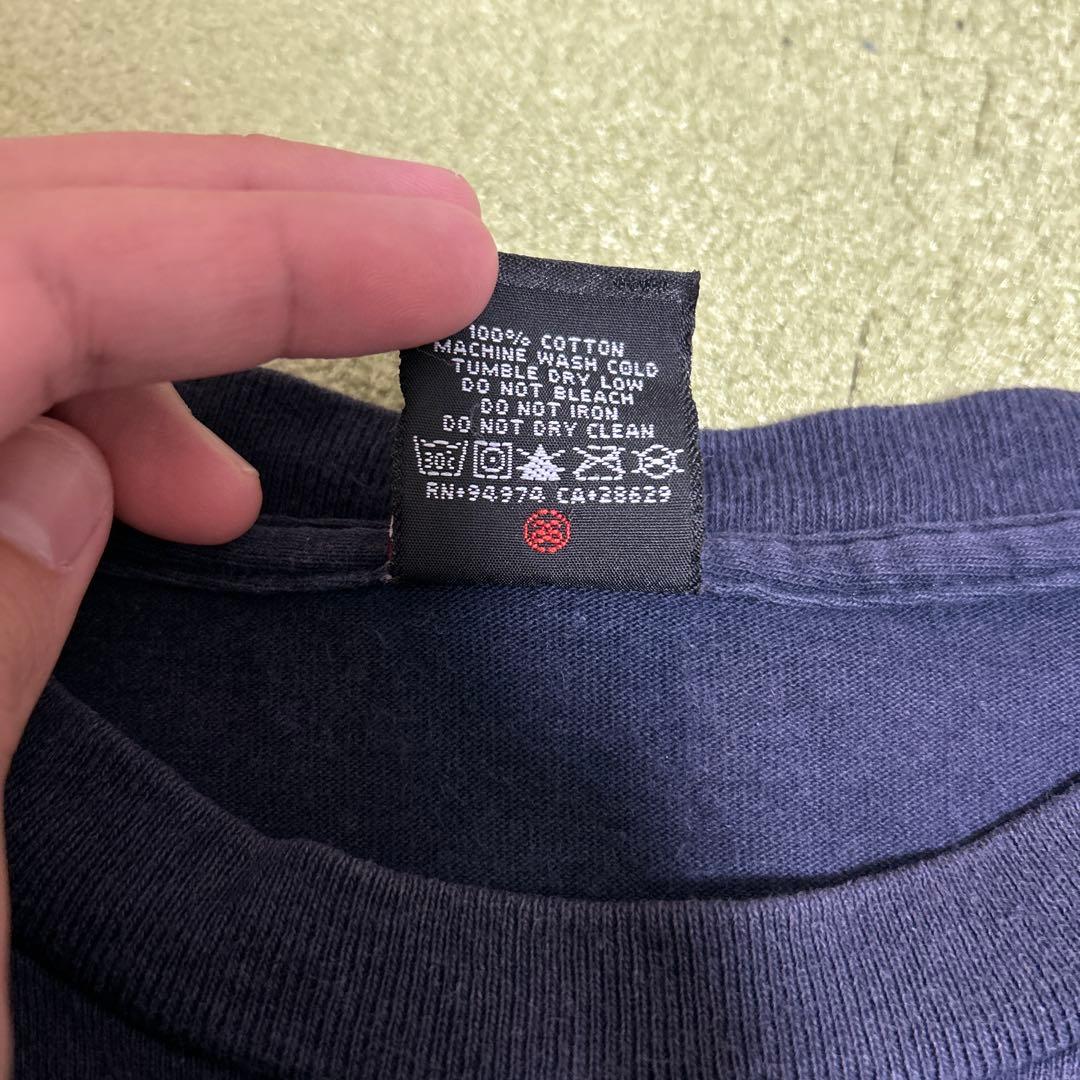 100% COTTON
MACHINE WASH COLD
TUMBLE DRY LOW
DO NOT BLEACH
DO NOT IRON
DO NOT DRY CLEAN
30c
RN♦94974 CA♦28629